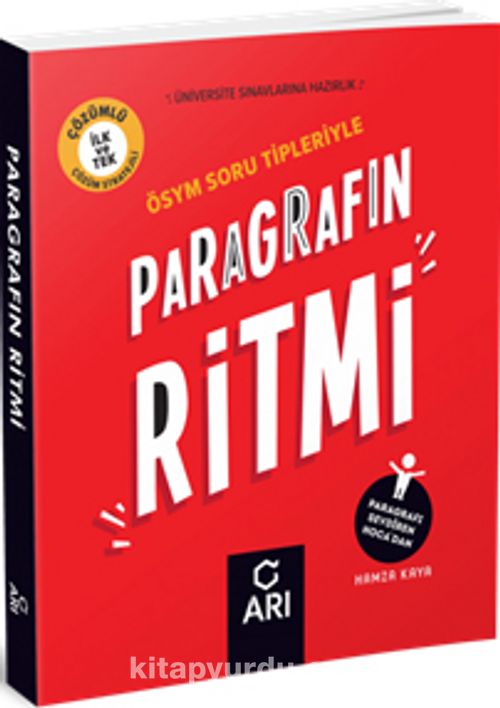 ÜNİVERSİTE SINAVLARINA HAZIRLIK
ÇÖZÜMLÜ
İLK ve
TEK
ÇÖZÜM STRATEJİLİ
ÖSYM SORU TİPLERİYLE
PARAGRAFIN
RİTMİ
PARAGRAFI
SEVDİREN
HOCA'DAN
HAMZA KAYA
ARI
PARAGRAFIN RİTMİ
ARI
kitapyurdu